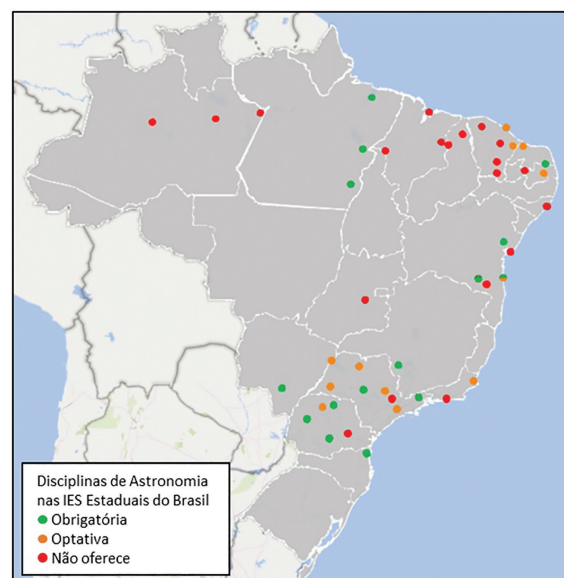 Disciplinas de Astronomia
nas IES Estaduais do Brasil
Obrigatória
Optativa
Não oferece